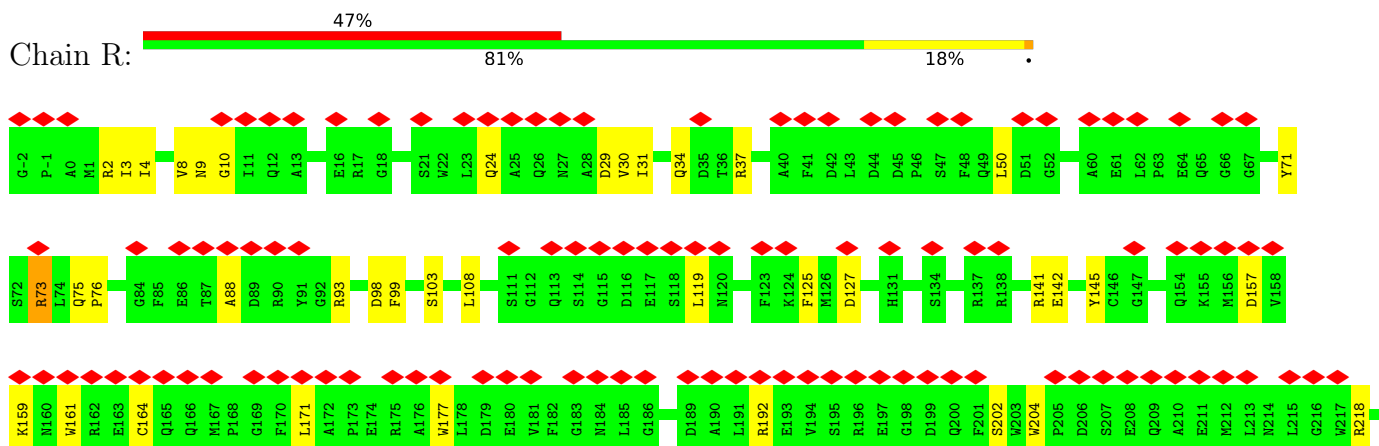 47%
Chain R:
81% 18% •
G-2 P-1 A0 M1 R2 I3 I4 V8 N9 G10 I11 Q12 A13 E16 R17 G18 S21 W22 L23 Q24 A25 Q26 N27 A28 D29 V30 I31 Q34 D35 T36 R37 A40 F41 D42 L43 D44 D45 P46 S47 F48 Q49 L50 D51 G52 A60 E61 L62 P63 E64 Q65 G66 G67 Y71
S72 R73 L74 Q75 P76 G84 F85 E86 T87 A88 D89 R90 Y91 G92 R93 D98 F99 S103 L108 S111 G112 Q113 S114 G115 D116 E117 S118 L119 N120 F123 K124 F125 M126 D127 H131 S134 R137 R138 R141 E142 Y145 C146 G147 Q154 K155 M156 D157 V158
K159 N160 W161 R162 E163 C164 Q165 Q166 M167 P168 G169 F170 L171 A172 P173 E174 R175 A176 W177 L178 D179 E180 V181 F182 G183 N184 L185 G186 D189 A190 L191 R192 E193 V194 S195 R196 E197 G198 D199 Q200 F201 S202 W203 W204 P205 D206 S207 E208 Q209 A210 E211 M212 L213 N214 L215 G216 W217 R218